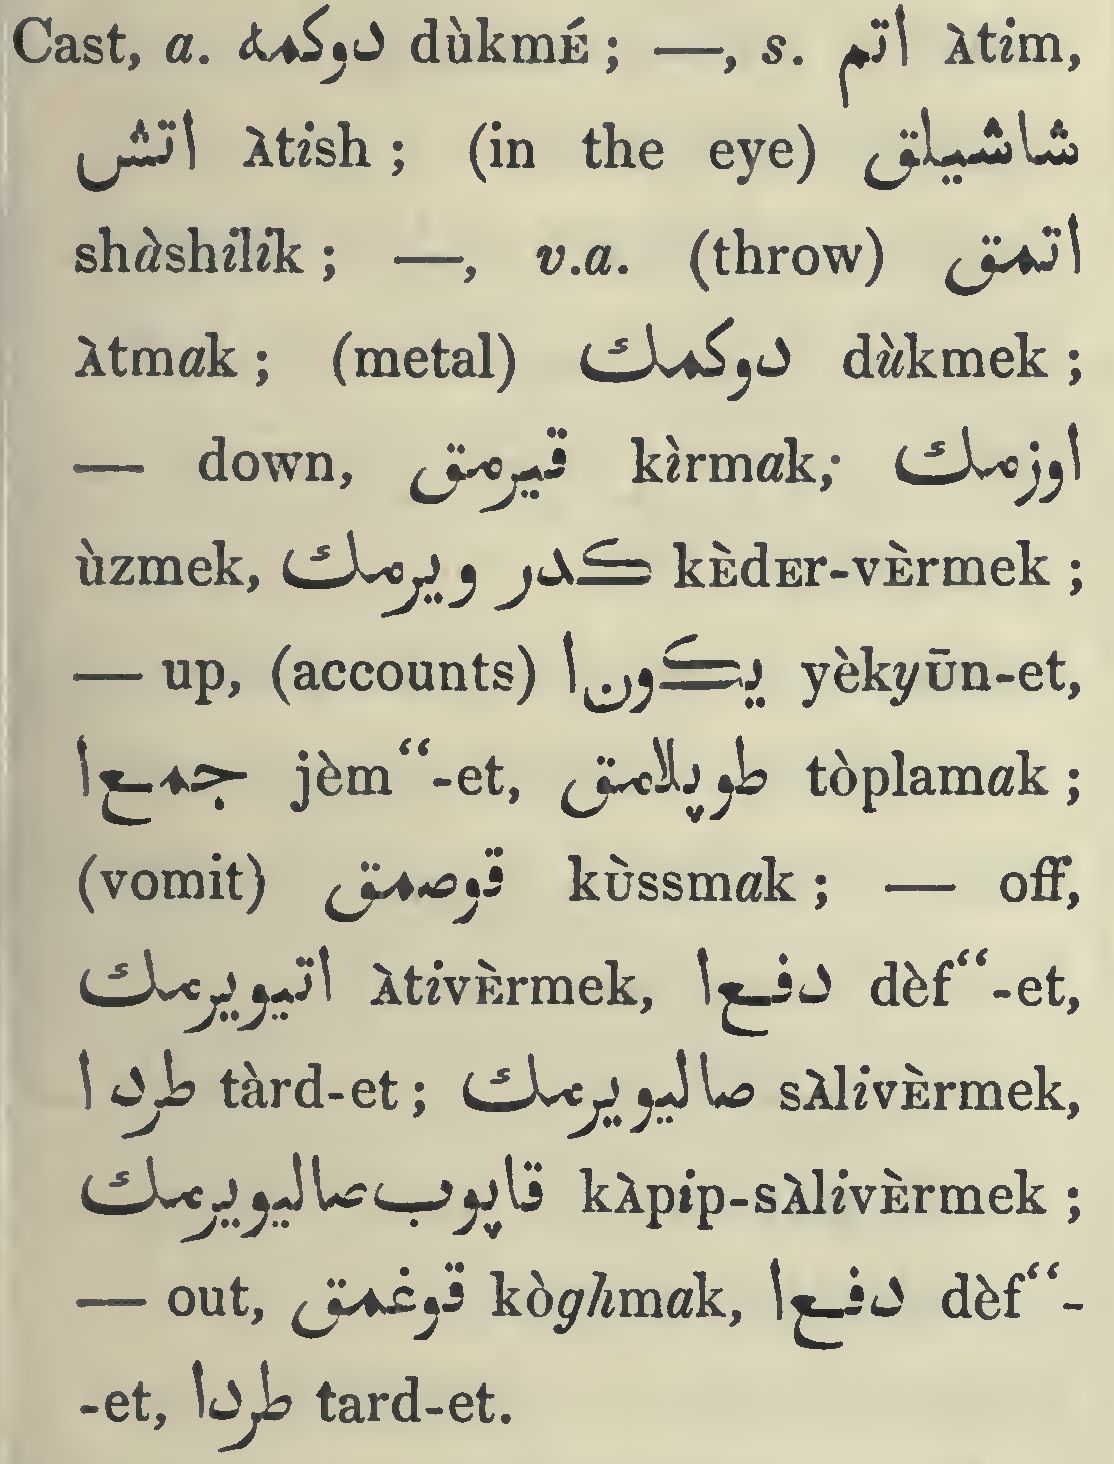 Cast, a. دوكمه dùkmÉ ; —, s. اتم Àtim,
اتش Àtish ; (in the eye) شاشيلق
shàshilik ; —, v.a. (throw) اتمق
Àtmak ; (metal) دوكمك dùkmek ;
— down, قيرمق kìrmak; اوزمك
ùzmek, كدر ويرمك kÈdEr-vÈrmek ;
— up, (accounts) يكون ا yèkyūn-et,
جمع ا jèm“-et, طوپلامق tòplamak ;
(vomit) قوصمق kùssmak ; — off,
اتيويرمك ÀtivÈrmek, دفع ا dèf“-et,
طرد ا tàrd-et ; صاليويرمك sÀlivÈrmek,
قاپوب صاليويرمك kÀpip-sÀlivÈrmek ;
— out, قوغمق kòghmak, دفع ا dèf“-
-et, طرد ا tard-et.